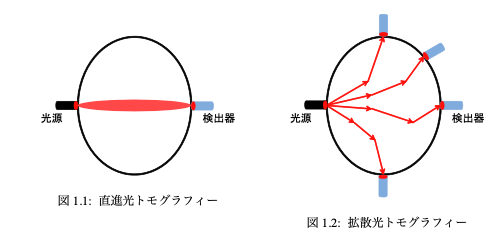 光源
検出器
図 1.1: 直進光トモグラフィー
光源
検出器
図 1.2: 拡散光トモグラフィー